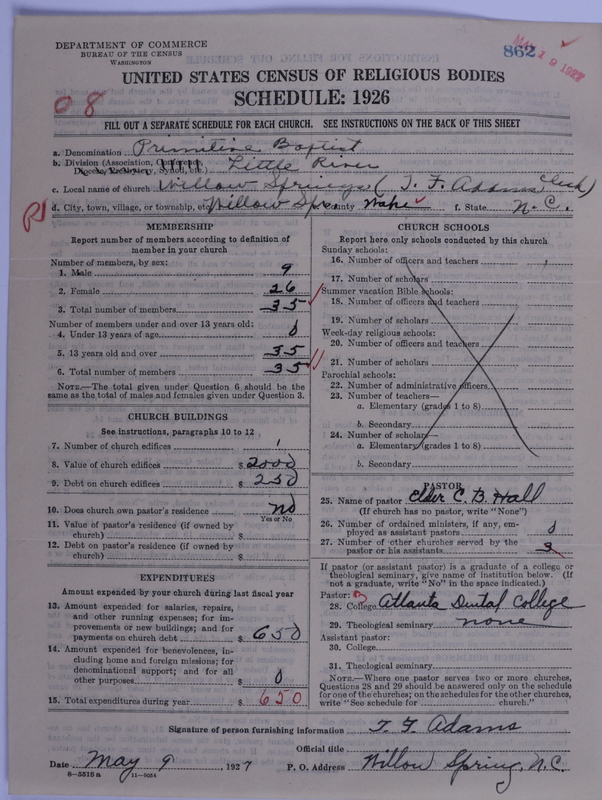 DEPARTMENT OF COMMERCE
BUREAU OF THE CENSUS
WASHINGTON
862
MAY 19 1927
UNITED STATES CENSUS OF RELIGIOUS BODIES
SCHEDULE: 1926
08
FILL OUT A SEPARATE SCHEDULE FOR EACH CHURCH. SEE INSTRUCTIONS ON THE BACK OF THIS SHEET
a. Denomination Primitive Baptist
b. Division (Association, Little River
Diocese, Presbytery, Synod, etc.)
c. Local name of church Willow Springs (T. F. Adams Clerk)
d. City, town, village, or township, etc. Willow Spr County Wake f. State N.C.
MEMBERSHIP
Report number of members according to definition of
member in your church
Number of members, by sex:
1. Male 9
2. Female 26
3. Total number of members 35
Number of members under and over 13 years old:
4. Under 13 years of age 0
5. 13 years old and over 35
6. Total number of members 35
NOTE.—The total given under Question 6 should be the
same as the total of males and females given under Question 3.
CHURCH BUILDINGS
See instructions, paragraphs 10 to 12
7. Number of church edifices 1
8. Value of church edifices $2000
9. Debt on church edifices $250
10. Does church own pastor's residence no
Yes or No
11. Value of pastor's residence (if owned by
church) $
12. Debt on pastor's residence (if owned by
church) $
EXPENDITURES
Amount expended by your church during last fiscal year
13. Amount expended for salaries, repairs,
and other running expenses; for im-
provements or new buildings; and for
payments on church debt $650
14. Amount expended for benevolences, in-
cluding home and foreign missions; for
denominational support; and for all
other purposes $0
15. Total expenditures during year $650
CHURCH SCHOOLS
Report here only schools conducted by this church
Sunday schools:
16. Number of officers and teachers
17. Number of scholars
Summer vacation Bible schools:
18. Number of officers and teachers
19. Number of scholars
Week-day religious schools:
20. Number of officers and teachers
21. Number of scholars
Parochial schools:
22. Number of administrative officers
23. Number of teachers—
a. Elementary (grades 1 to 8)
b. Secondary
24. Number of scholars—
a. Elementary (grades 1 to 8)
b. Secondary
PASTOR
25. Name of pastor Elder C. B. Hall
(If church has no pastor, write "None")
26. Number of ordained ministers, if any, em-
ployed as assistant pastors 0
27. Number of other churches served by the
pastor or his assistants 3
If pastor (or assistant pastor) is a graduate of a college or
theological seminary, give name of institution below. (If
not a graduate, write "No" in the space indicated.)
Pastor:
28. College Atlanta Dental College
29. Theological seminary none
Assistant pastor:
30. College
31. Theological seminary
NOTE.—Where one pastor serves two or more churches,
Questions 28 and 29 should be answered only on the schedule
for one of the churches; on the schedules for the other churches,
write "See schedule for church."
Signature of person furnishing information T. F. Adams
Official title
Date May 9, 1927 P. O. Address Willow Spring, N.C.
8—5516a 11—9054